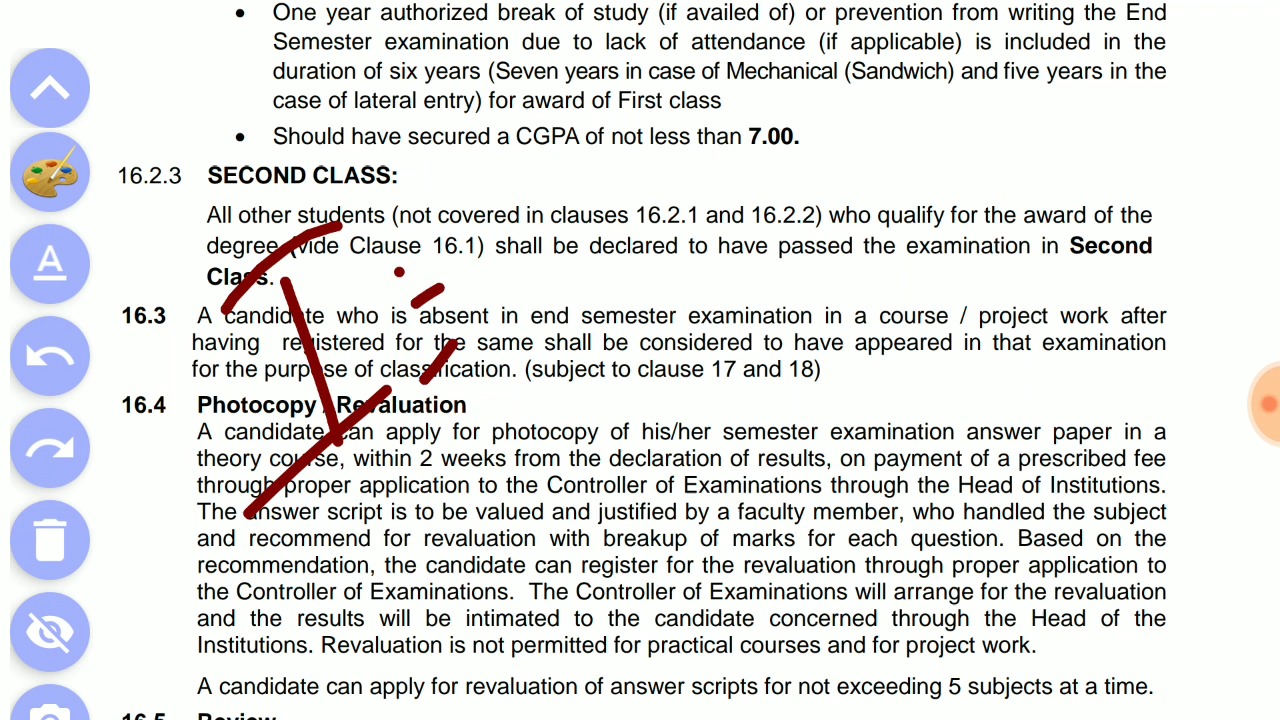 • One year authorized break of study (if availed of) or prevention from writing the End
Semester examination due to lack of attendance (if applicable) is included in the
duration of six years (Seven years in case of Mechanical (Sandwich) and five years in the
case of lateral entry) for award of First class
• Should have secured a CGPA of not less than 7.00.
16.2.3 SECOND CLASS:
All other students (not covered in clauses 16.2.1 and 16.2.2) who qualify for the award of the
degree (vide Clause 16.1) shall be declared to have passed the examination in Second
Class.
16.3 A candidate who is absent in end semester examination in a course / project work after
having registered for the same shall be considered to have appeared in that examination
for the purpose of classification. (subject to clause 17 and 18)
16.4 Photocopy / Revaluation
A candidate can apply for photocopy of his/her semester examination answer paper in a
theory course, within 2 weeks from the declaration of results, on payment of a prescribed fee
through proper application to the Controller of Examinations through the Head of Institutions.
The answer script is to be valued and justified by a faculty member, who handled the subject
and recommend for revaluation with breakup of marks for each question. Based on the
recommendation, the candidate can register for the revaluation through proper application to
the Controller of Examinations. The Controller of Examinations will arrange for the revaluation
and the results will be intimated to the candidate concerned through the Head of the
Institutions. Revaluation is not permitted for practical courses and for project work.
A candidate can apply for revaluation of answer scripts for not exceeding 5 subjects at a time.
16.5 Review
A